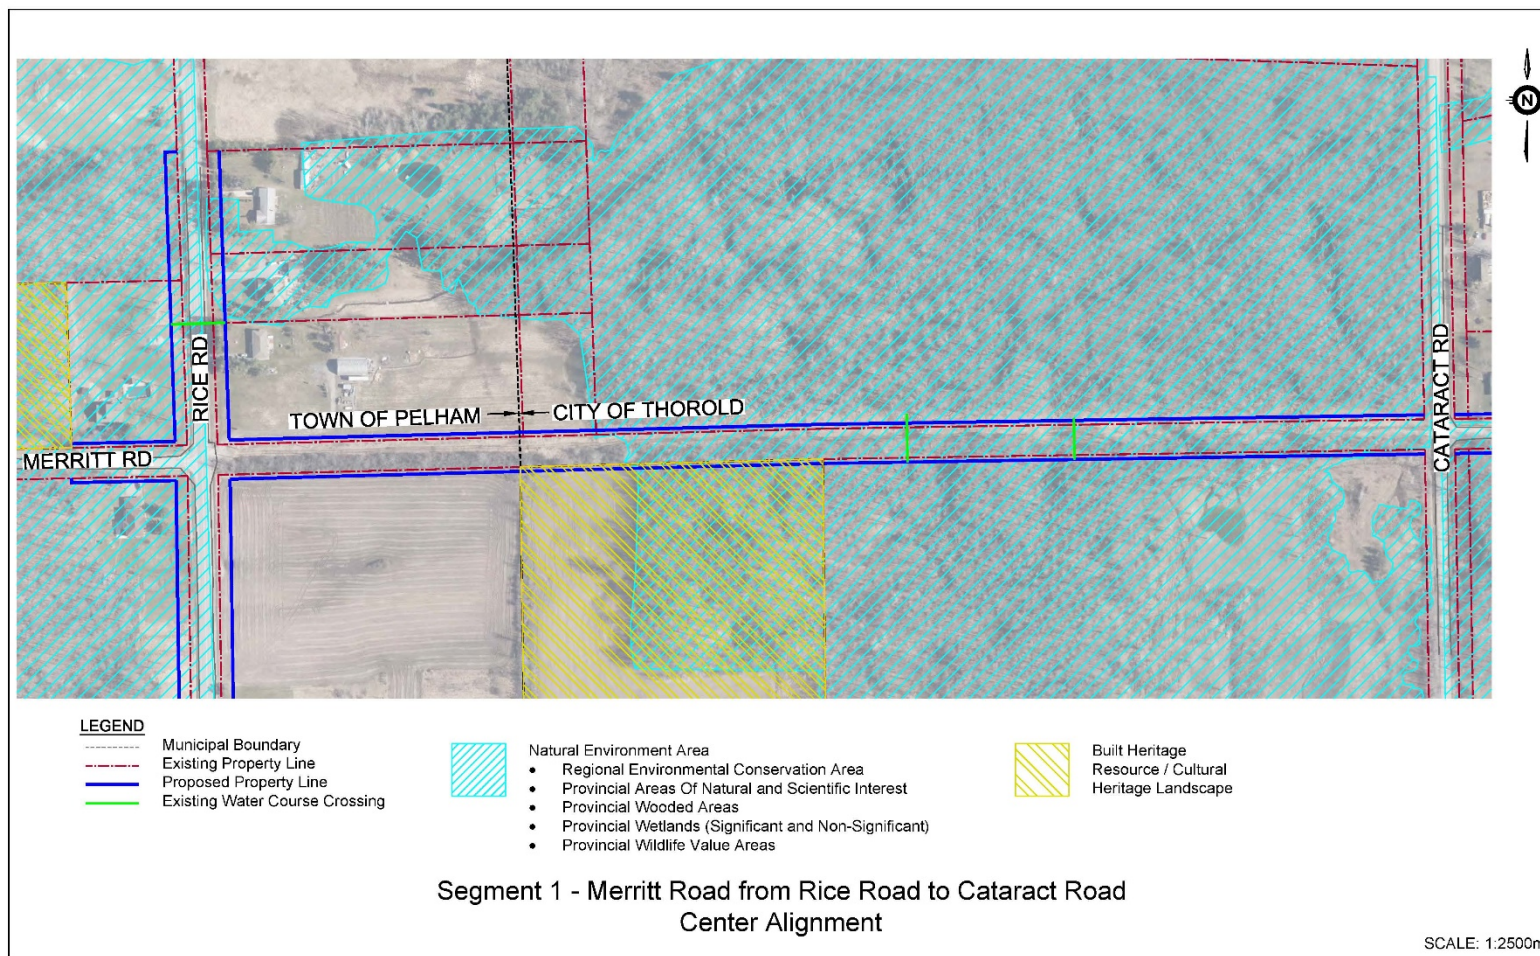 N
RICE RD
CATARACT RD
TOWN OF PELHAM
CITY OF THOROLD
MERRITT RD
LEGEND
Municipal Boundary
Existing Property Line
Proposed Property Line
Existing Water Course Crossing
Natural Environment Area
• Regional Environmental Conservation Area
• Provincial Areas Of Natural and Scientific Interest
• Provincial Wooded Areas
• Provincial Wetlands (Significant and Non-Significant)
• Provincial Wildlife Value Areas
Built Heritage
Resource / Cultural
Heritage Landscape
Segment 1 - Merritt Road from Rice Road to Cataract Road
Center Alignment
SCALE: 1:2500m